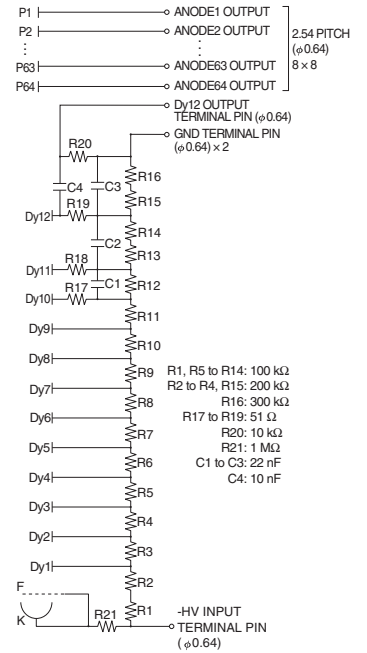 P1 ANODE1 OUTPUT
P2 ANODE2 OUTPUT
P63 ANODE63 OUTPUT
P64 ANODE64 OUTPUT
2.54 PITCH
(φ0.64)
8×8
Dy12 OUTPUT
TERMINAL PIN (φ0.64)
GND TERMINAL PIN
(φ0.64)×2
R20
R16
C4
C3
R15
R19
Dy12
R14
C2
R13
R18
Dy11
C1
R12
R17
Dy10
R11
Dy9
R10
Dy8
R9
Dy7
R8
Dy6
R7
Dy5
R6
Dy4
R5
Dy3
R4
Dy2
R3
Dy1
R2
R1, R5 to R14: 100 kΩ
R2 to R4, R15: 200 kΩ
R16: 300 kΩ
R17 to R19: 51 Ω
R20: 10 kΩ
R21: 1 MΩ
C1 to C3: 22 nF
C4: 10 nF
F
K
R21
R1
-HV INPUT
TERMINAL PIN
(φ0.64)